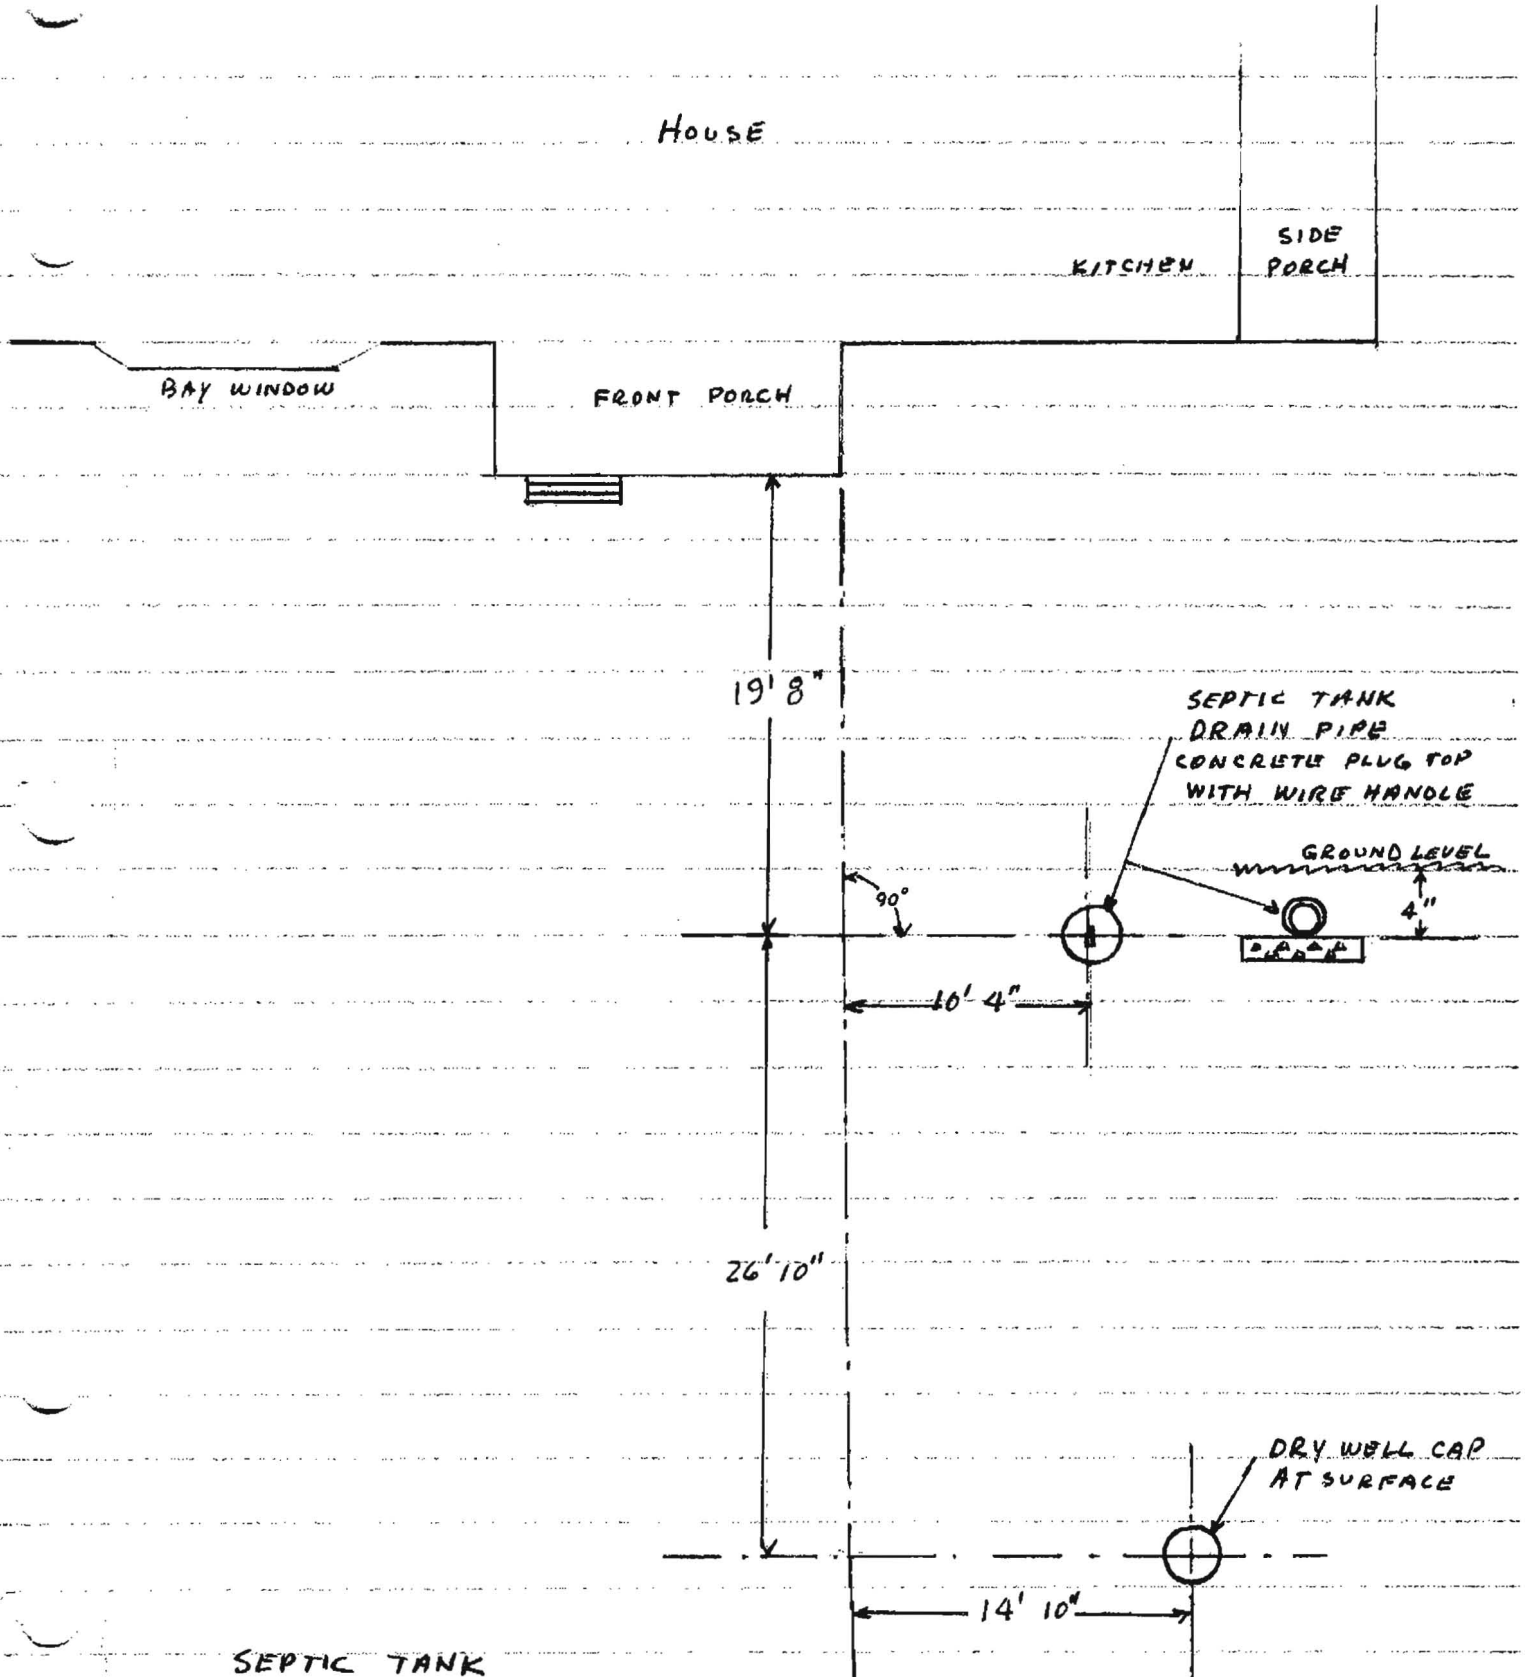 HOUSE
SIDE
PORCH
KITCHEN
BAY WINDOW
FRONT PORCH
19' 8"
SEPTIC TANK
DRAIN PIPE
CONCRETE PLUG TOP
WITH WIRE HANDLE
GROUND LEVEL
4"
90°
10' 4"
26' 10"
DRY WELL CAP
AT SURFACE
14' 10"
SEPTIC TANK